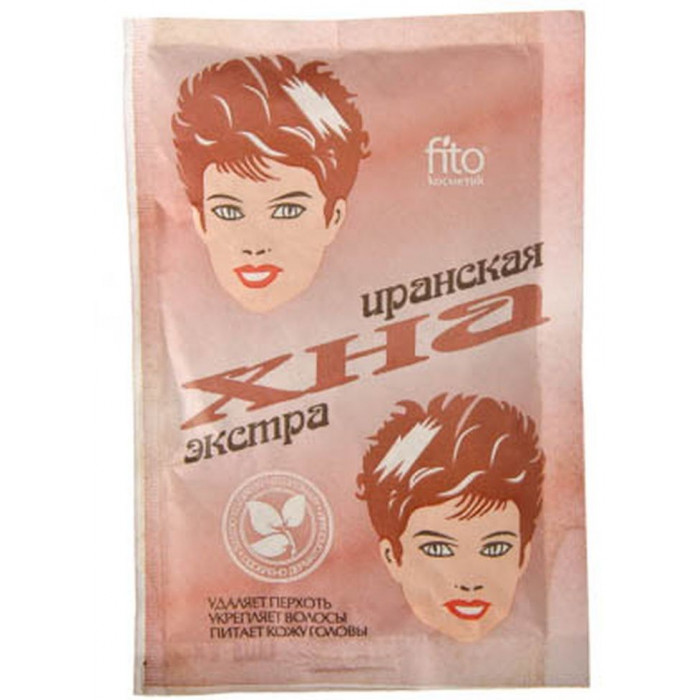 fito®
косметик
иранская
хна
экстра
УДАЛЯЕТ ПЕРХОТЬ
УКРЕПЛЯЕТ ВОЛОСЫ
ПИТАЕТ КОЖУ ГОЛОВЫ